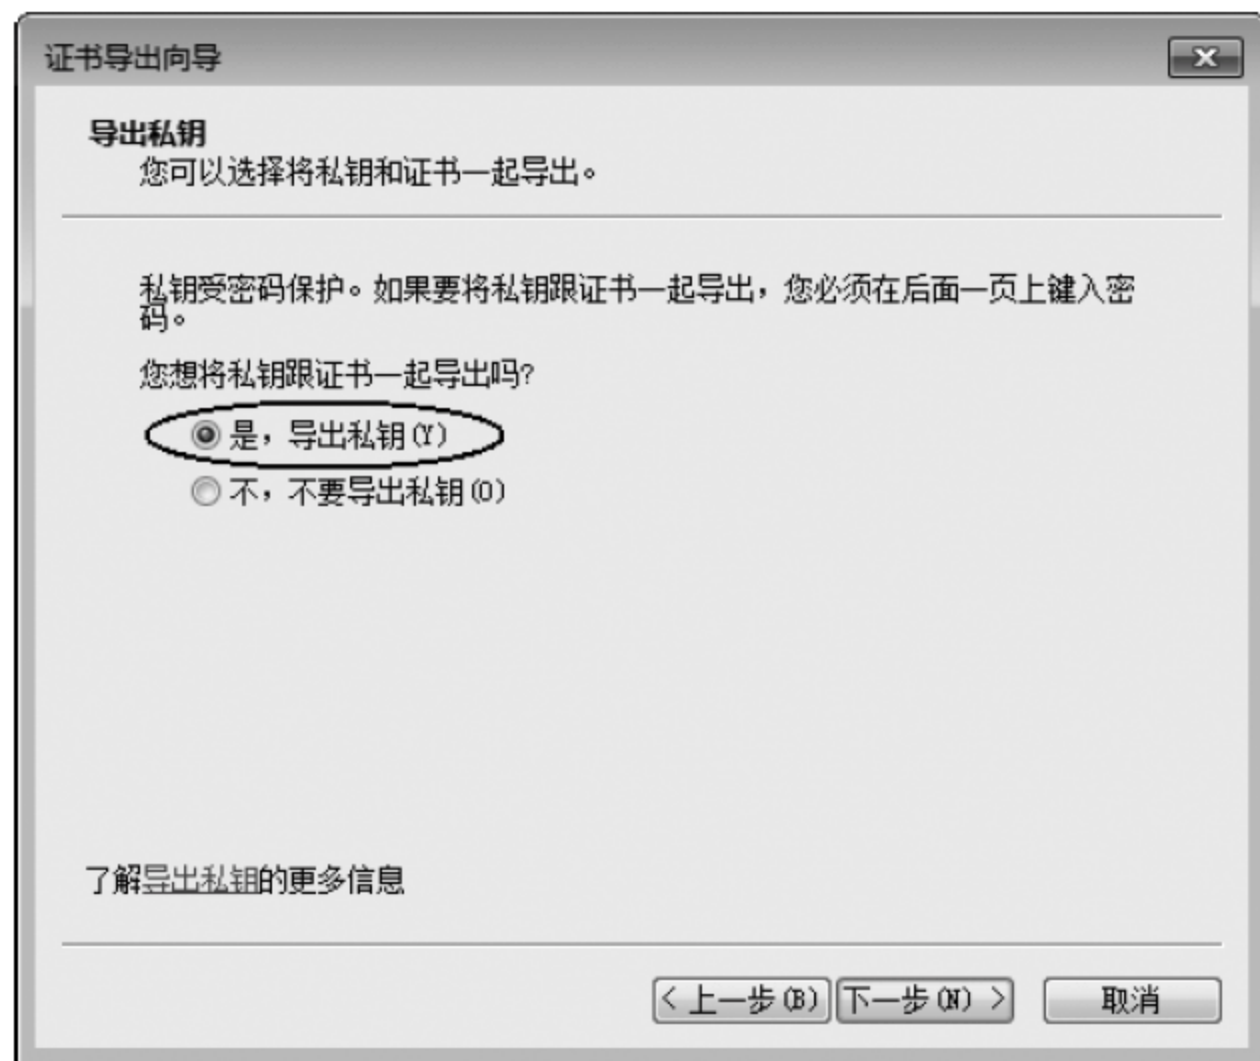 证书导出向导
导出私钥
您可以选择将私钥和证书一起导出。
私钥受密码保护。如果要将私钥跟证书一起导出，您必须在后面一页上键入密
码。
您想将私钥跟证书一起导出吗?
是，导出私钥(Y)
不，不要导出私钥(O)
了解导出私钥的更多信息
< 上一步(B) 下一步(N) > 取消